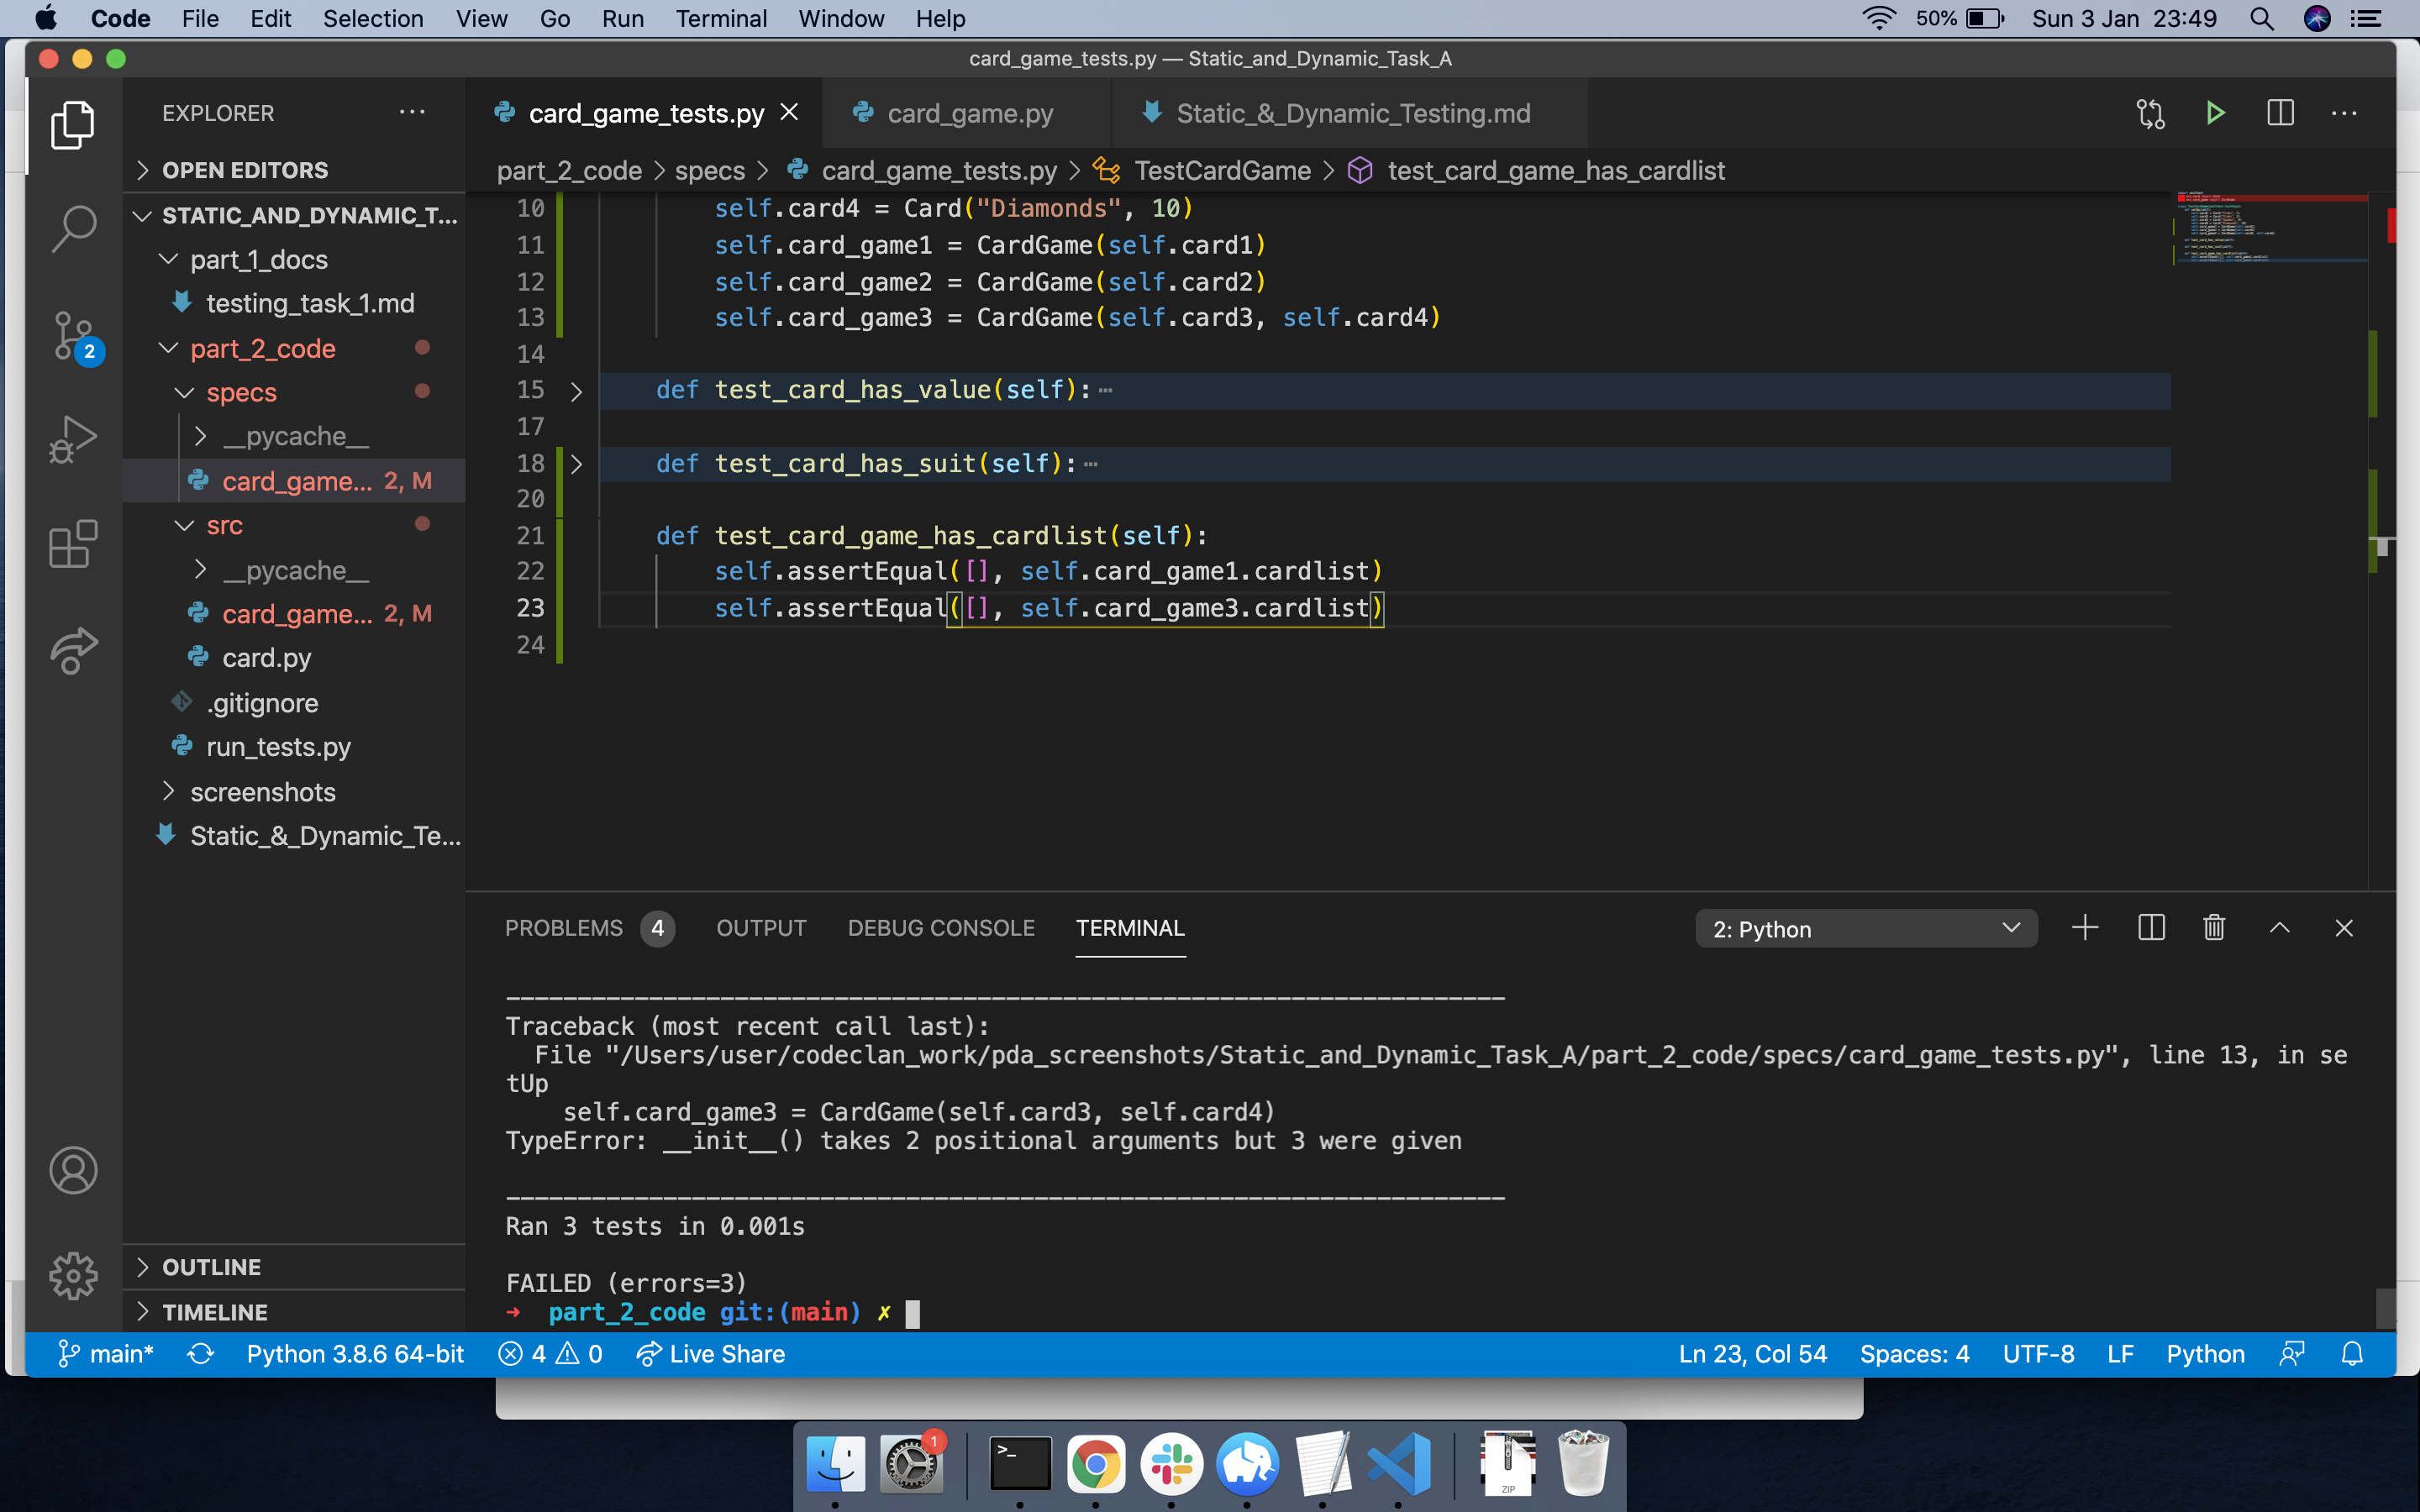 Code File Edit Selection View Go Run Terminal Window Help 50% Sun 3 Jan 23:49
card_game_tests.py — Static_and_Dynamic_Task_A
EXPLORER
card_game_tests.py card_game.py Static_&_Dynamic_Testing.md
OPEN EDITORS
part_2_code > specs > card_game_tests.py > TestCardGame > test_card_game_has_cardlist
STATIC_AND_DYNAMIC_T...
part_1_docs
testing_task_1.md
part_2_code
specs
__pycache__
card_game... 2, M
src
__pycache__
card_game... 2, M
card.py
.gitignore
run_tests.py
screenshots
Static_&_Dynamic_Te...
OUTLINE
TIMELINE
2
10 self.card4 = Card("Diamonds", 10)
11 self.card_game1 = CardGame(self.card1)
12 self.card_game2 = CardGame(self.card2)
13 self.card_game3 = CardGame(self.card3, self.card4)
14
15 def test_card_has_value(self):⋯
17
18 def test_card_has_suit(self):⋯
20
21 def test_card_game_has_cardlist(self):
22 self.assertEqual([], self.card_game1.cardlist)
23 self.assertEqual([], self.card_game3.cardlist)
24
PROBLEMS 4 OUTPUT DEBUG CONSOLE TERMINAL 2: Python
----------------------------------------------------------------------
Traceback (most recent call last):
File "/Users/user/codeclan_work/pda_screenshots/Static_and_Dynamic_Task_A/part_2_code/specs/card_game_tests.py", line 13, in se
tUp
self.card_game3 = CardGame(self.card3, self.card4)
TypeError: __init__() takes 2 positional arguments but 3 were given
----------------------------------------------------------------------
Ran 3 tests in 0.001s
FAILED (errors=3)
➜ part_2_code git:(main) ✗
main* Python 3.8.6 64-bit 4 0 Live Share Ln 23, Col 54 Spaces: 4 UTF-8 LF Python
1
>_
ZIP